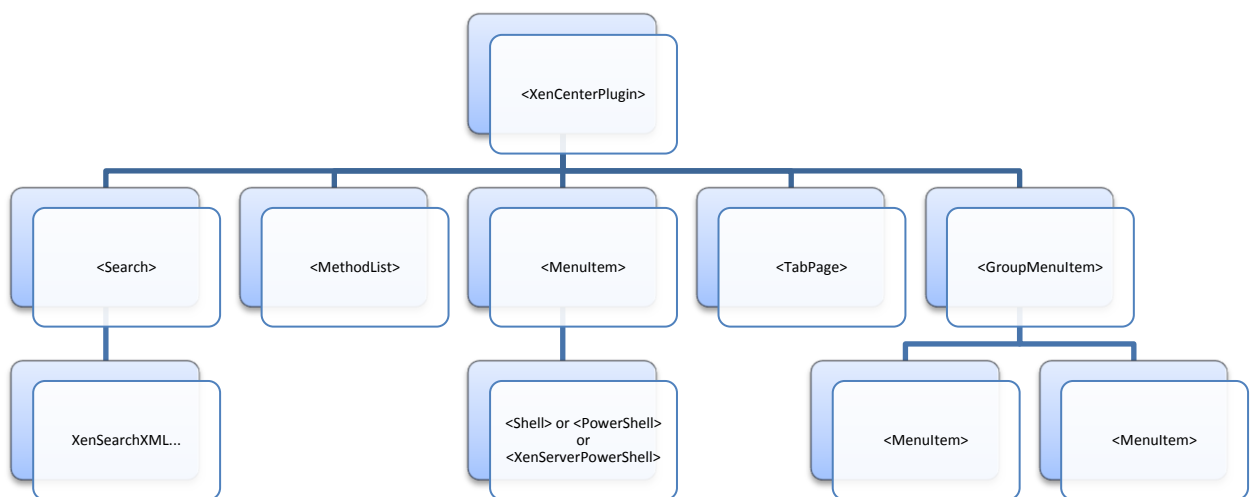 <XenCenterPlugin>
<Search>
<MethodList>
<MenuItem>
<TabPage>
<GroupMenuItem>
XenSearchXML...
<Shell> or <PowerShell>
or
<XenServerPowerShell>
<MenuItem>
<MenuItem>